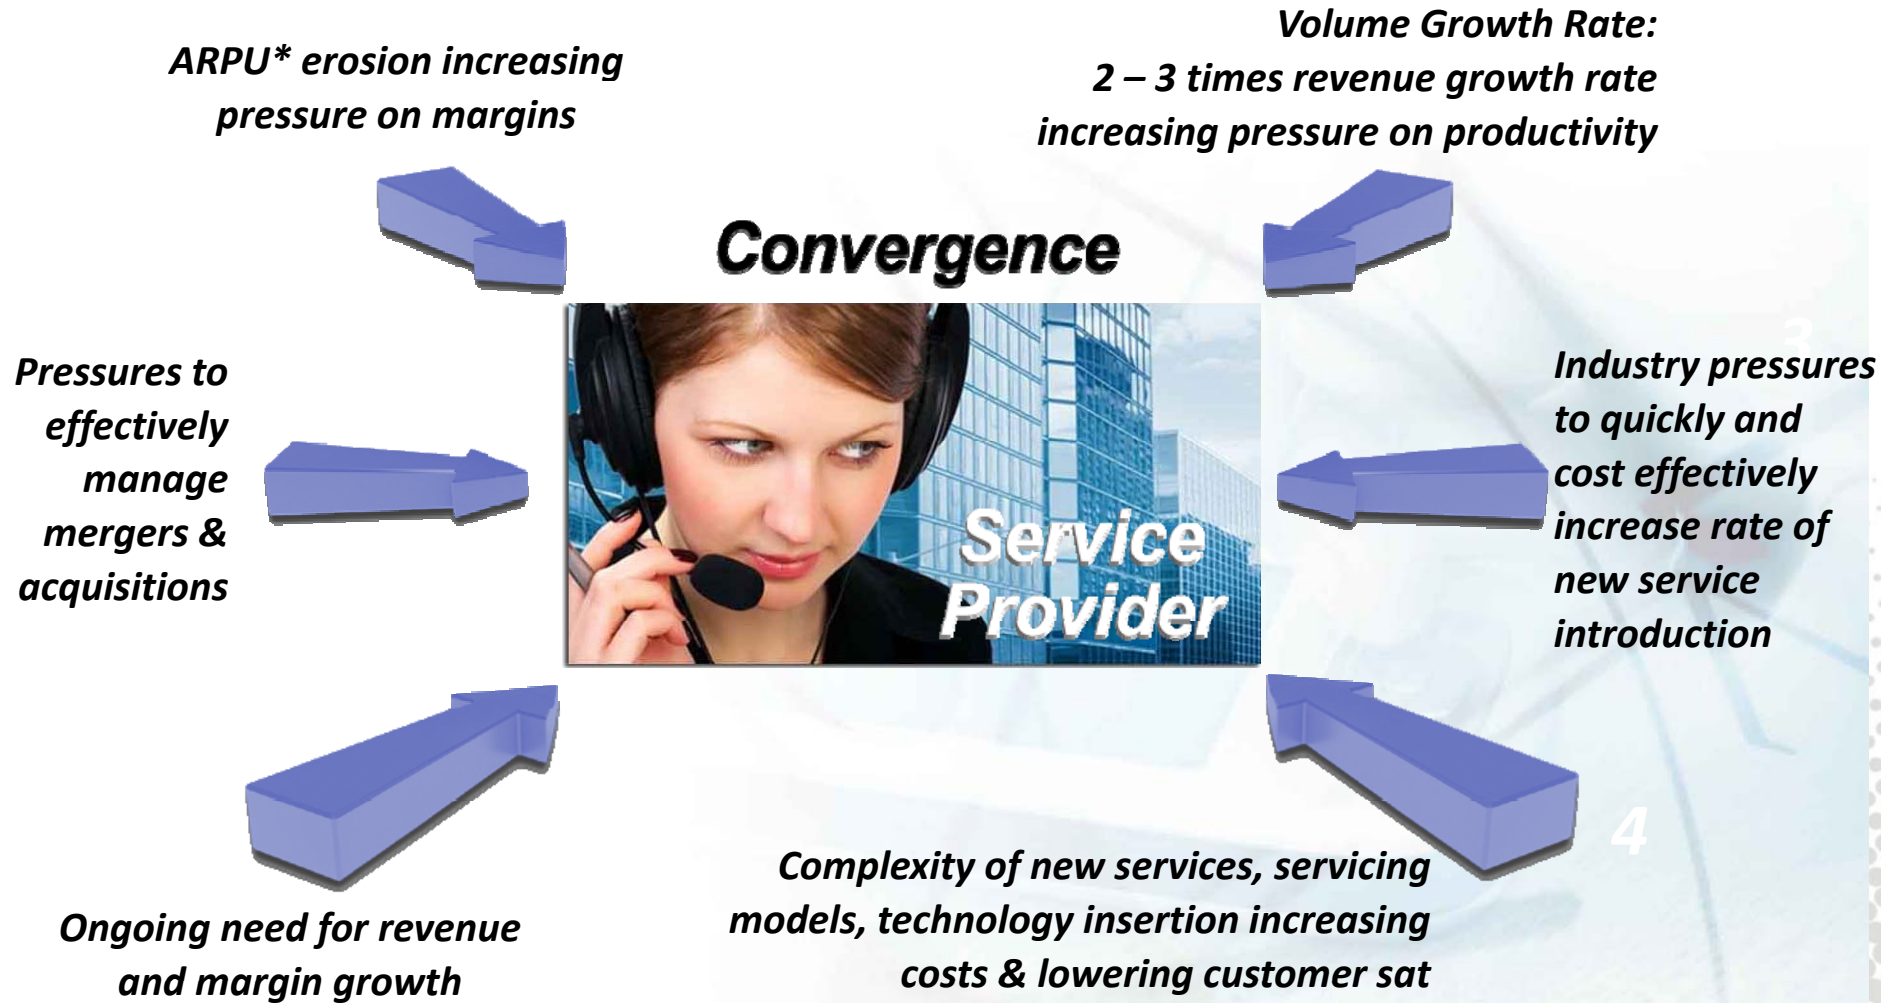 ARPU* erosion increasing
pressure on margins
Volume Growth Rate:
2 – 3 times revenue growth rate
increasing pressure on productivity
Convergence
Pressures to
effectively
manage
mergers &
acquisitions
Service
Provider
3
Industry pressures
to quickly and
cost effectively
increase rate of
new service
introduction
4
Ongoing need for revenue
and margin growth
Complexity of new services, servicing
models, technology insertion increasing
costs & lowering customer sat